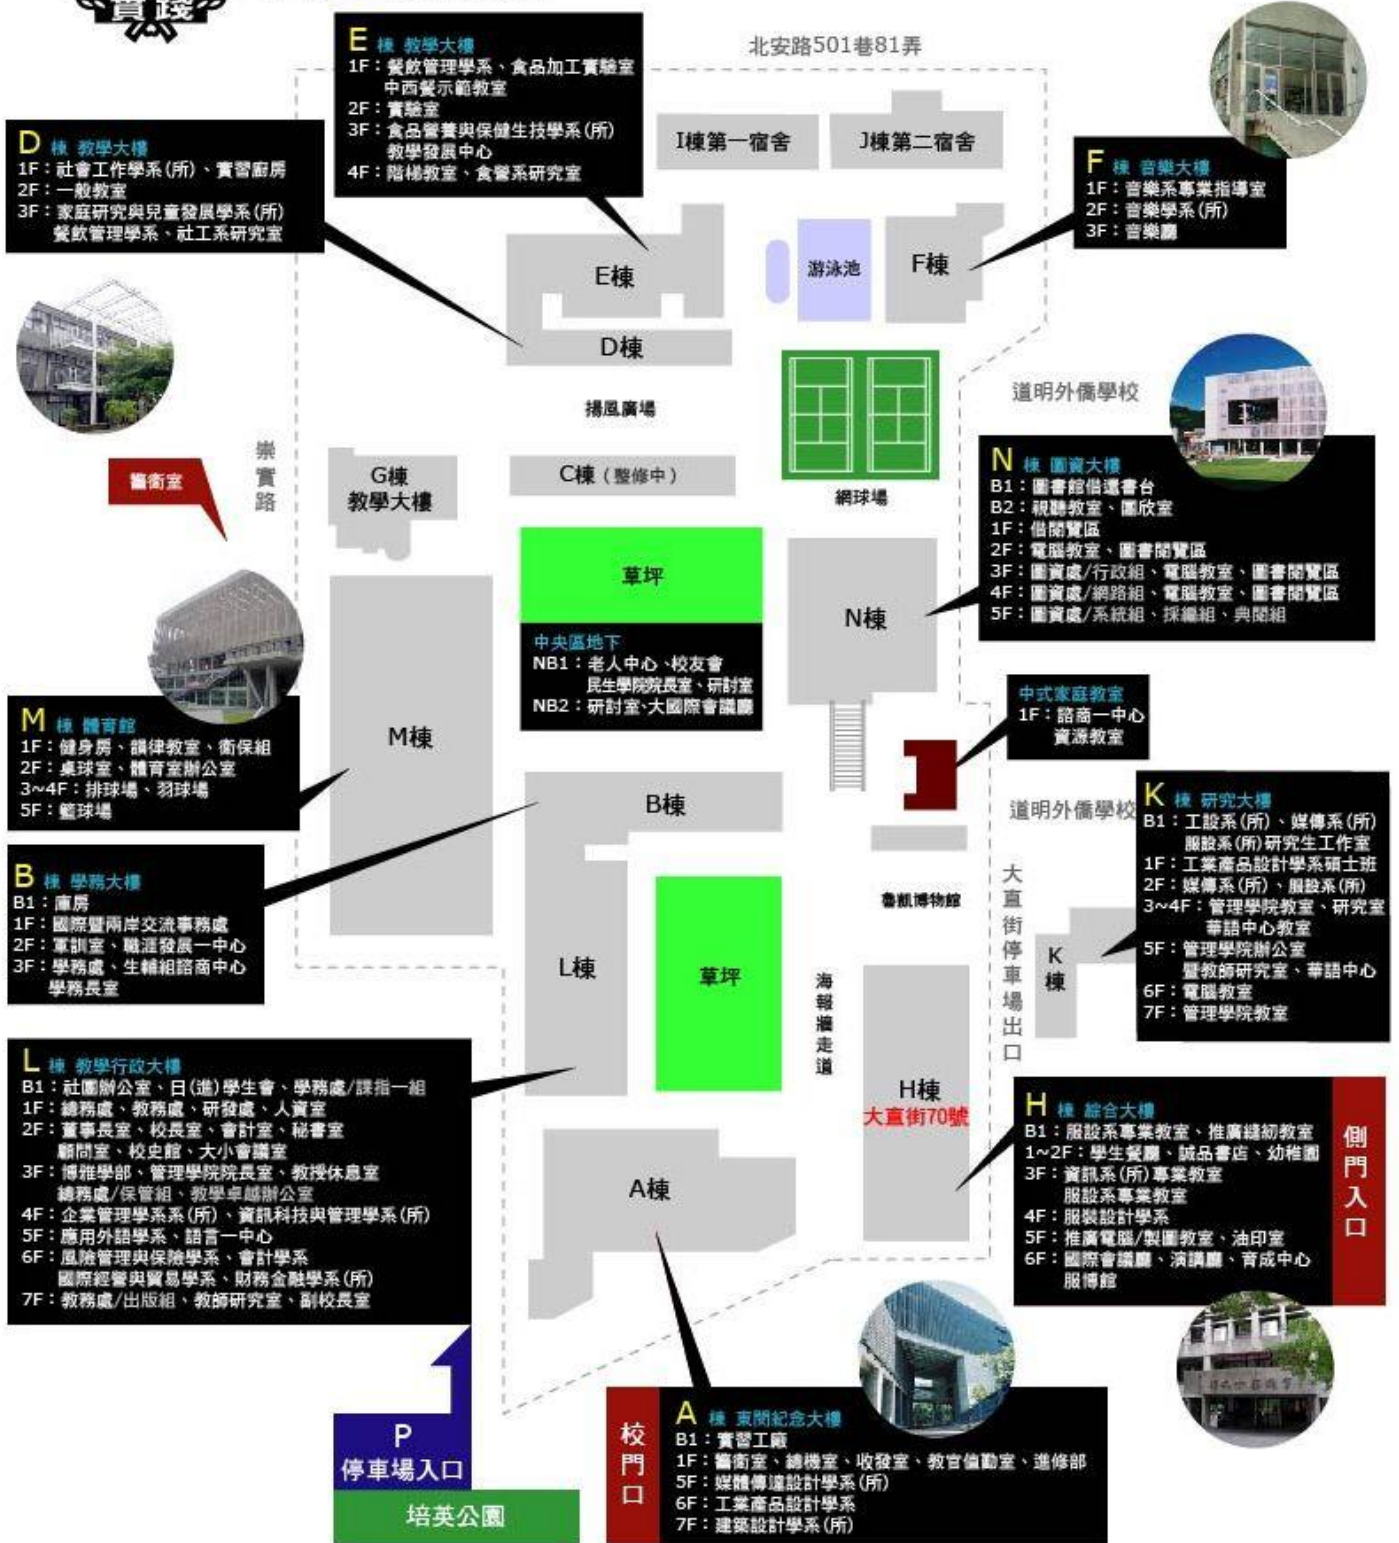 實踐
北安路501巷81弄
E 棟 教學大樓
1F：餐飲管理學系、食品加工實驗室
中西餐示範教室
2F：實驗室
3F：食品營養與保健生技學系(所)
教學發展中心
4F：階梯教室、食營系研究室
D 棟 教學大樓
1F：社會工作學系(所)、實習廚房
2F：一般教室
3F：家庭研究與兒童發展學系(所)
餐飲管理學系、社工系研究室
I棟第一宿舍
J棟第二宿舍
F 棟 音樂大樓
1F：音樂系專業指導室
2F：音樂學系(所)
3F：音樂廳
E棟
游泳池
F棟
D棟
揚風廣場
道明外僑學校
崇實路
警衛室
G棟
教學大樓
C棟（整修中）
網球場
N 棟 圖資大樓
B1：圖書館借還書台
B2：視聽教室、圖欣室
1F：借閱覽區
2F：電腦教室、圖書閱覽區
3F：圖資處/行政組、電腦教室、圖書閱覽區
4F：圖資處/網路組、電腦教室、圖書閱覽區
5F：圖資處/系統組、採編組、典閱組
草坪
N棟
中央區地下
NB1：老人中心、校友會
民生學院院長室、研討室
NB2：研討室、大國際會議廳
中式家庭教室
1F：諮商一中心
資源教室
M 棟 體育館
1F：健身房、韻律教室、衛保組
2F：桌球室、體育室辦公室
3~4F：排球場、羽球場
5F：籃球場
M棟
B棟
道明外僑學校
K 棟 研究大樓
B1：工設系(所)、媒傳系(所)
服設系(所)研究生工作室
1F：工業產品設計學系碩士班
2F：媒傳系(所)、服設系(所)
3~4F：管理學院教室、研究室
華語中心教室
5F：管理學院辦公室
暨教師研究室、華語中心
6F：電腦教室
7F：管理學院教室
B 棟 學務大樓
B1：庫房
1F：國際暨兩岸交流事務處
2F：軍訓室、職涯發展一中心
3F：學務處、生輔組諮商中心
學務長室
魯凱博物館
大直街停車場出口
K棟
L棟
草坪
海報牆走道
L 棟 教學行政大樓
B1：社團辦公室、日(進)學生會、學務處/課指一組
1F：總務處、教務處、研發處、人資室
2F：董事長室、校長室、會計室、秘書室
顧問室、校史館、大小會議室
3F：博雅學部、管理學院院長室、教授休息室
總務處/保管組、教學卓越辦公室
4F：企業管理學系系(所)、資訊科技與管理學系(所)
5F：應用外語學系、語言一中心
6F：風險管理與保險學系、會計學系
國際經營與貿易學系、財務金融學系(所)
7F：教務處/出版組、教師研究室、副校長室
H棟
大直街70號
H 棟 綜合大樓
B1：服設系專業教室、推廣縫紉教室
1~2F：學生餐廳、誠品書店、幼稚園
3F：資訊系(所)專業教室
服設系專業教室
4F：服裝設計學系
5F：推廣電腦/製圖教室、油印室
6F：國際會議廳、演講廳、育成中心
服博館
側門入口
A棟
P
停車場入口
培英公園
校門口
A 棟 東閔紀念大樓
B1：實習工廠
1F：警衛室、總機室、收發室、教官值勤室、進修部
5F：媒體傳達設計學系(所)
6F：工業產品設計學系
7F：建築設計學系(所)